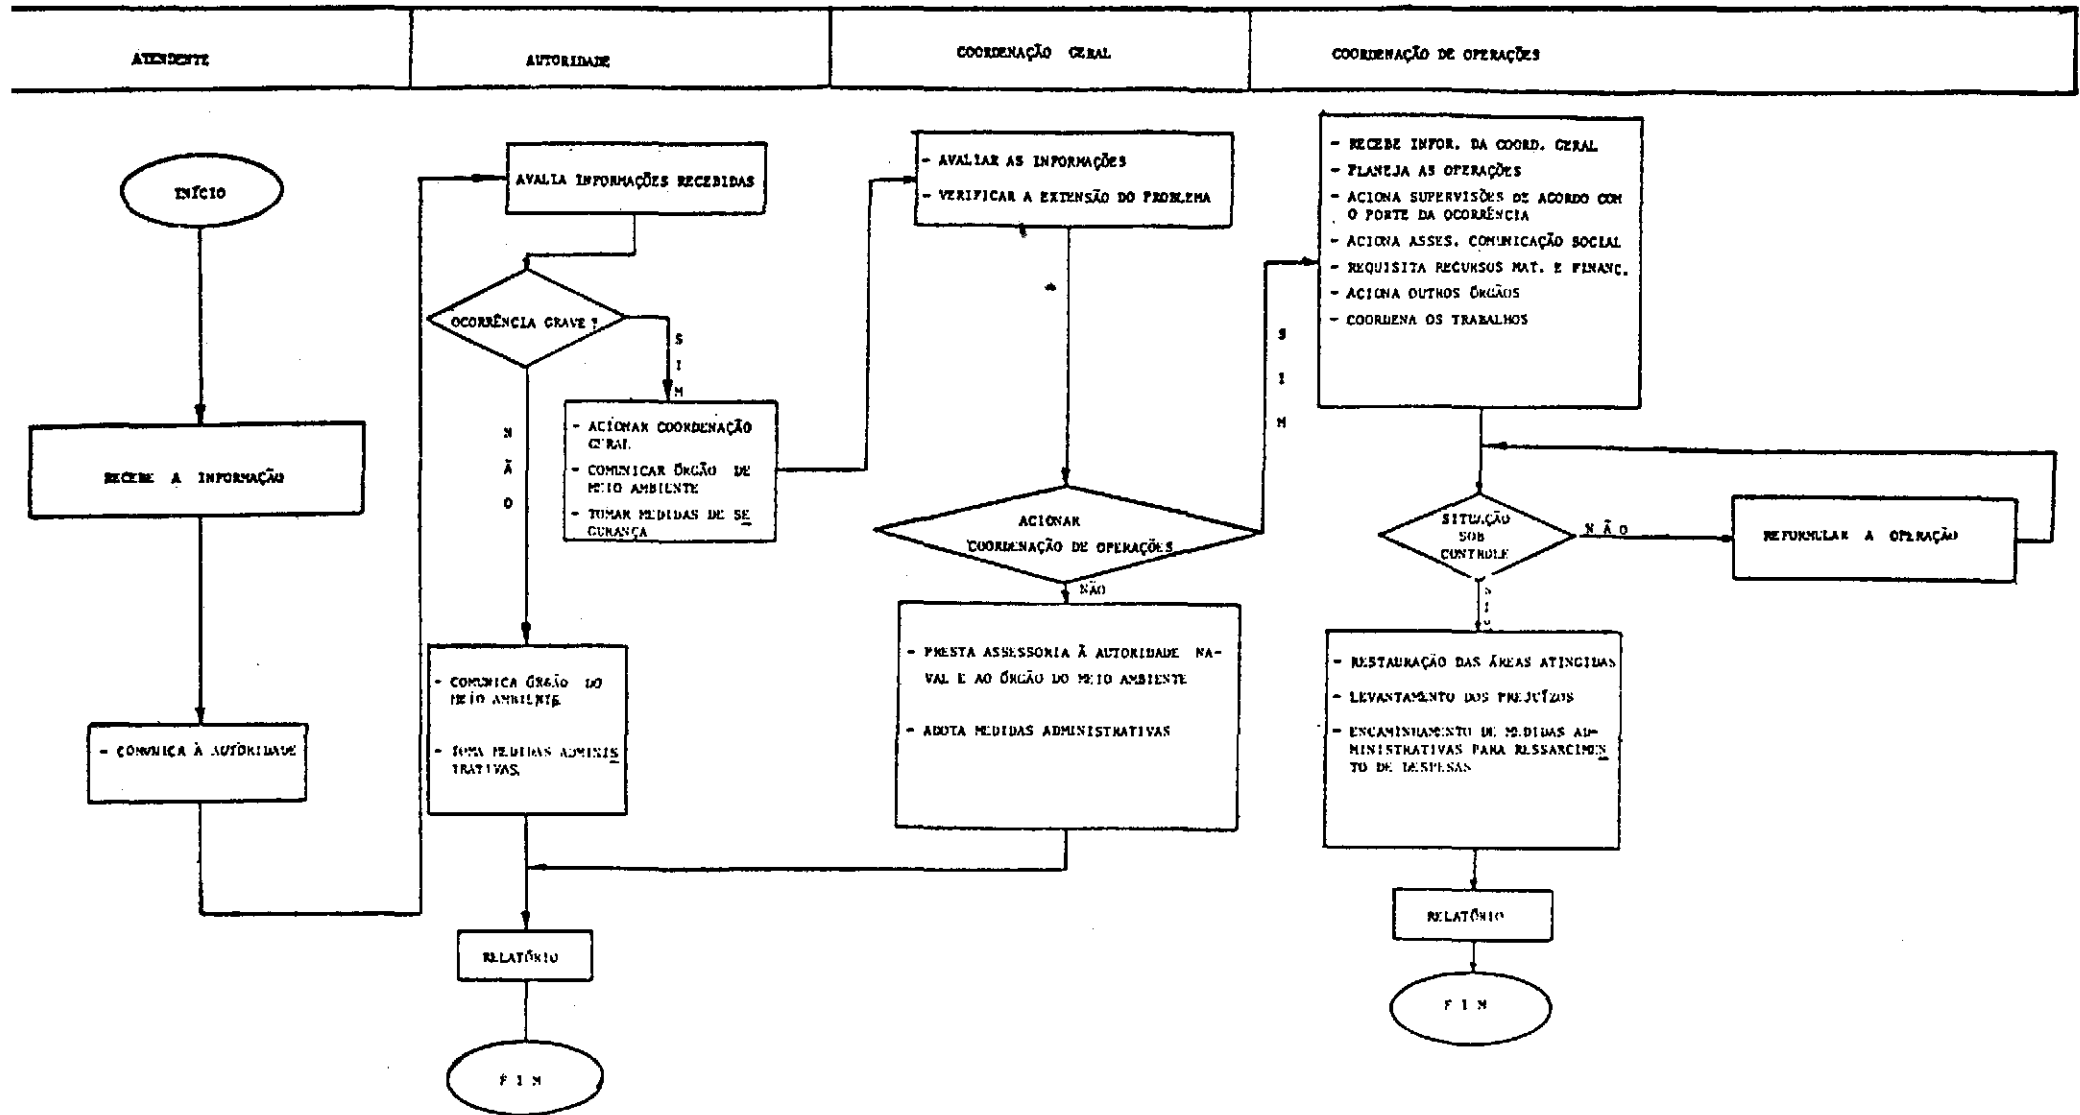 ATENDENTE
AUTORIDADE
COORDENAÇÃO GERAL
COORDENAÇÃO DE OPERAÇÕES
INÍCIO
RECEBE A INFORMAÇÃO
- COMUNICA À AUTORIDADE
AVALIA INFORMAÇÕES RECEBIDAS
OCORRÊNCIA GRAVE ?
SIM
NÃO
- ACIONAR COORDENAÇÃO
GERAL
- COMUNICAR ÓRGÃO DE
MEIO AMBIENTE
- TOMAR MEDIDAS DE SE
GURANÇA
- COMUNICA ÓRGÃO DO
MEIO AMBIENTE
- TOMA MEDIDAS ADMINIS
TRATIVAS.
RELATÓRIO
F I M
- AVALIAR AS INFORMAÇÕES
- VERIFICAR A EXTENSÃO DO PROBLEMA
ACIONAR
COORDENAÇÃO DE OPERAÇÕES
SIM
NÃO
- PRESTA ASSESSORIA À AUTORIDADE NA-
VAL E AO ÓRGÃO DO MEIO AMBIENTE
- ADOTA MEDIDAS ADMINISTRATIVAS
- RECEBE INFOR. DA COORD. GERAL
- PLANEJA AS OPERAÇÕES
- ACIONA SUPERVISÕES DE ACORDO COM
O PORTE DA OCORRÊNCIA
- ACIONA ASSES. COMUNICAÇÃO SOCIAL
- REQUISITA RECURSOS MAT. E FINANC.
- ACIONA OUTROS ÓRGÃOS
- COORDENA OS TRABALHOS
SITUAÇÃO
SOB
CONTROLE
N Ã O
REFORMULAR A OPERAÇÃO
SIM
- RESTAURAÇÃO DAS ÁREAS ATINGIDAS
- LEVANTAMENTO DOS PREJUÍZOS
- ENCAMINHAMENTO DE MEDIDAS AD-
MINISTRATIVAS PARA RESSARCIMEN
TO DE DESPESAS
RELATÓRIO
F I M